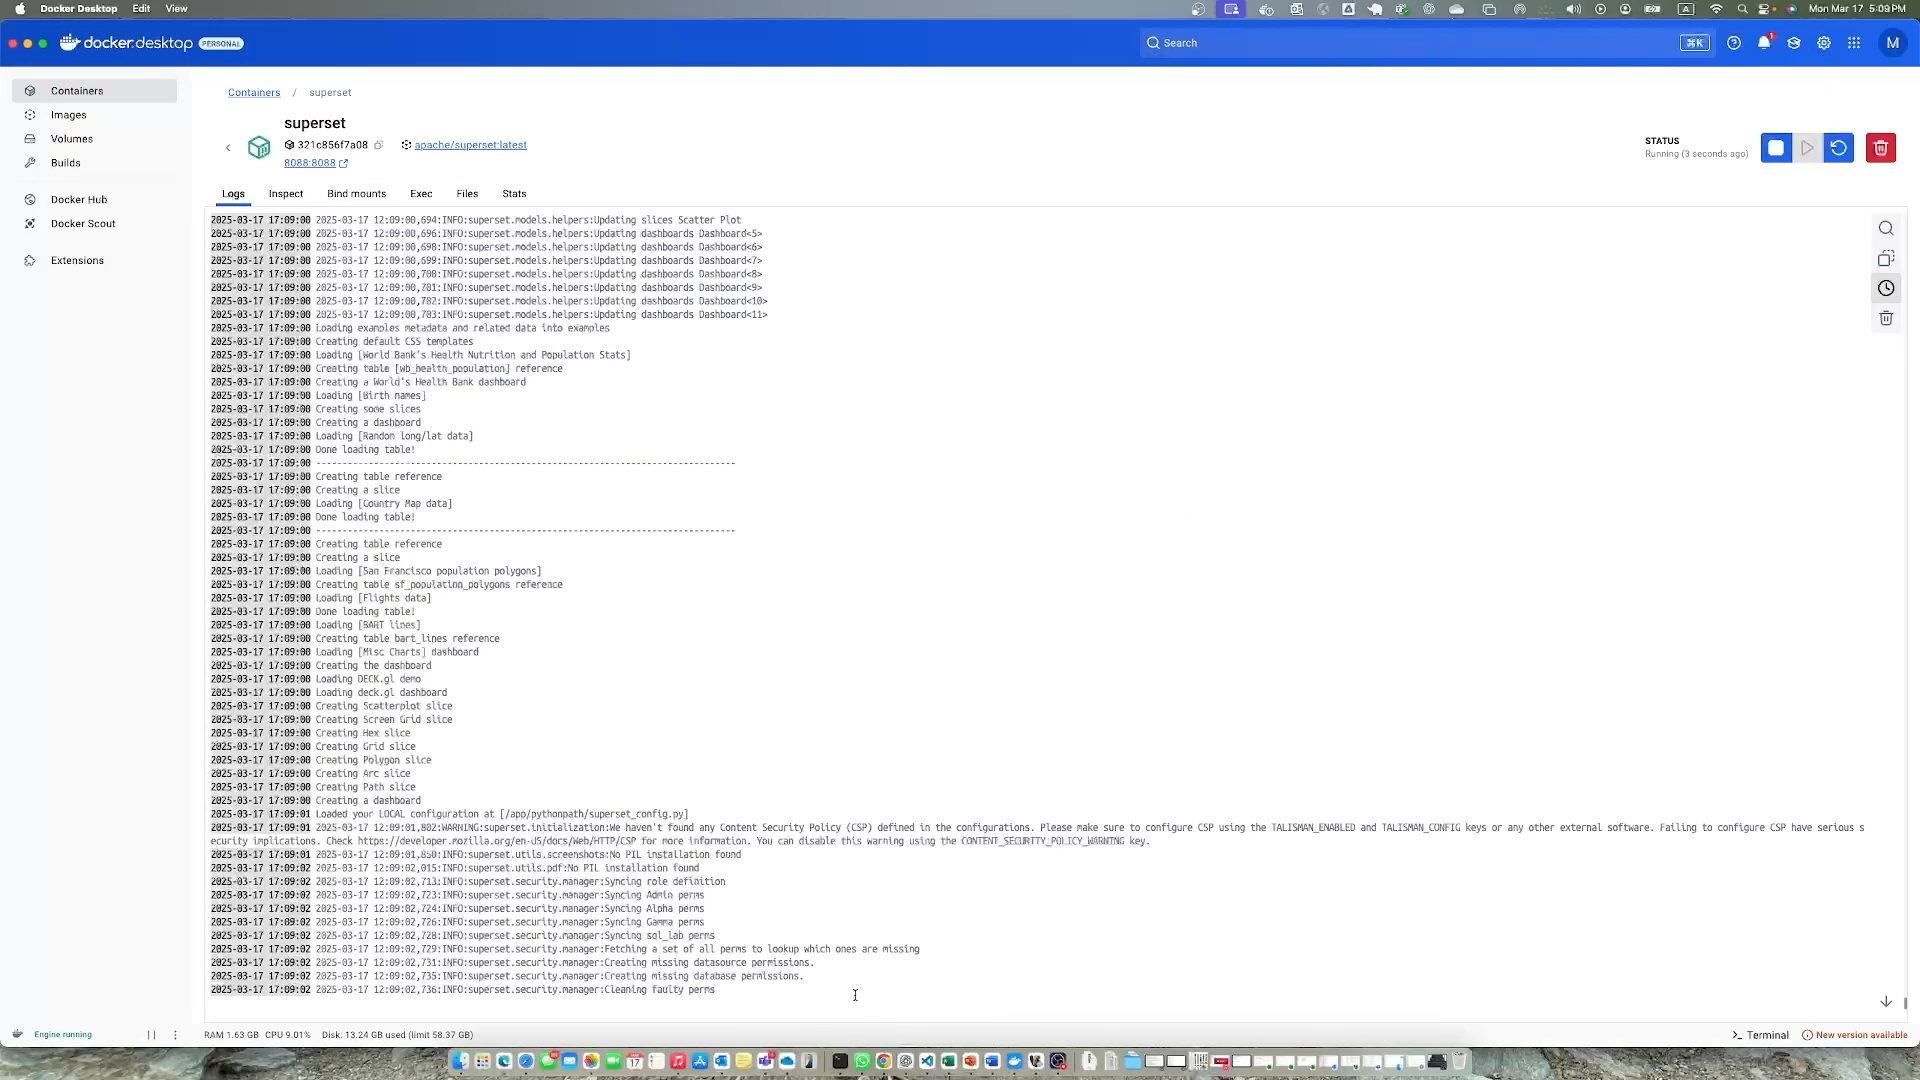 Docker Desktop Edit View
Mon Mar 17 5:09 PM
docker.desktop PERSONAL
Search
⌘K
M
Containers
Images
Volumes
Builds
Docker Hub
Docker Scout
Extensions
Containers / superset
superset
321c856f7a08 apache/superset:latest
8088:8088
STATUS
Running (3 seconds ago)
Logs Inspect Bind mounts Exec Files Stats
2025-03-17 17:09:00 2025-03-17 12:09:00,694:INFO:superset.models.helpers:Updating slices Scatter Plot
2025-03-17 17:09:00 2025-03-17 12:09:00,696:INFO:superset.models.helpers:Updating dashboards Dashboard<5>
2025-03-17 17:09:00 2025-03-17 12:09:00,698:INFO:superset.models.helpers:Updating dashboards Dashboard<6>
2025-03-17 17:09:00 2025-03-17 12:09:00,699:INFO:superset.models.helpers:Updating dashboards Dashboard<7>
2025-03-17 17:09:00 2025-03-17 12:09:00,700:INFO:superset.models.helpers:Updating dashboards Dashboard<8>
2025-03-17 17:09:00 2025-03-17 12:09:00,701:INFO:superset.models.helpers:Updating dashboards Dashboard<9>
2025-03-17 17:09:00 2025-03-17 12:09:00,702:INFO:superset.models.helpers:Updating dashboards Dashboard<10>
2025-03-17 17:09:00 2025-03-17 12:09:00,703:INFO:superset.models.helpers:Updating dashboards Dashboard<11>
2025-03-17 17:09:00 Loading examples metadata and related data into examples
2025-03-17 17:09:00 Creating default CSS templates
2025-03-17 17:09:00 Loading [World Bank's Health Nutrition and Population Stats]
2025-03-17 17:09:00 Creating table [wb_health_population] reference
2025-03-17 17:09:00 Creating a World's Health Bank dashboard
2025-03-17 17:09:00 Loading [Birth names]
2025-03-17 17:09:00 Creating some slices
2025-03-17 17:09:00 Creating a dashboard
2025-03-17 17:09:00 Loading [Random long/lat data]
2025-03-17 17:09:00 Done loading table!
2025-03-17 17:09:00 --------------------------------------------------------------------------------
2025-03-17 17:09:00 Creating table reference
2025-03-17 17:09:00 Creating a slice
2025-03-17 17:09:00 Loading [Country Map data]
2025-03-17 17:09:00 Done loading table!
2025-03-17 17:09:00 --------------------------------------------------------------------------------
2025-03-17 17:09:00 Creating table reference
2025-03-17 17:09:00 Creating a slice
2025-03-17 17:09:00 Loading [San Francisco population polygons]
2025-03-17 17:09:00 Creating table sf_population_polygons reference
2025-03-17 17:09:00 Loading [Flights data]
2025-03-17 17:09:00 Done loading table!
2025-03-17 17:09:00 Loading [BART lines]
2025-03-17 17:09:00 Creating table bart_lines reference
2025-03-17 17:09:00 Loading [Misc Charts] dashboard
2025-03-17 17:09:00 Creating the dashboard
2025-03-17 17:09:00 Loading DECK.gl demo
2025-03-17 17:09:00 Loading deck.gl dashboard
2025-03-17 17:09:00 Creating Scatterplot slice
2025-03-17 17:09:00 Creating Screen Grid slice
2025-03-17 17:09:00 Creating Hex slice
2025-03-17 17:09:00 Creating Grid slice
2025-03-17 17:09:00 Creating Polygon slice
2025-03-17 17:09:00 Creating Arc slice
2025-03-17 17:09:00 Creating Path slice
2025-03-17 17:09:00 Creating a dashboard
2025-03-17 17:09:01 Loaded your LOCAL configuration at [/app/pythonpath/superset_config.py]
2025-03-17 17:09:01 2025-03-17 12:09:01,802:WARNING:superset.initialization:We haven't found any Content Security Policy (CSP) defined in the configurations. Please make sure to configure CSP using the TALISMAN_ENABLED and TALISMAN_CONFIG keys or any other external software. Failing to configure CSP have serious s
ecurity implications. Check https://developer.mozilla.org/en-US/docs/Web/HTTP/CSP for more information. You can disable this warning using the CONTENT_SECURITY_POLICY_WARNING key.
2025-03-17 17:09:01 2025-03-17 12:09:01,850:INFO:superset.utils.screenshots:No PIL installation found
2025-03-17 17:09:02 2025-03-17 12:09:02,015:INFO:superset.utils.pdf:No PIL installation found
2025-03-17 17:09:02 2025-03-17 12:09:02,713:INFO:superset.security.manager:Syncing role definition
2025-03-17 17:09:02 2025-03-17 12:09:02,723:INFO:superset.security.manager:Syncing Admin perms
2025-03-17 17:09:02 2025-03-17 12:09:02,724:INFO:superset.security.manager:Syncing Alpha perms
2025-03-17 17:09:02 2025-03-17 12:09:02,726:INFO:superset.security.manager:Syncing Gamma perms
2025-03-17 17:09:02 2025-03-17 12:09:02,728:INFO:superset.security.manager:Syncing sql_lab perms
2025-03-17 17:09:02 2025-03-17 12:09:02,729:INFO:superset.security.manager:Fetching a set of all perms to lookup which ones are missing
2025-03-17 17:09:02 2025-03-17 12:09:02,731:INFO:superset.security.manager:Creating missing datasource permissions.
2025-03-17 17:09:02 2025-03-17 12:09:02,735:INFO:superset.security.manager:Creating missing database permissions.
2025-03-17 17:09:02 2025-03-17 12:09:02,736:INFO:superset.security.manager:Cleaning faulty perms
Engine running RAM 1.63 GB CPU 9.01% Disk: 13.24 GB used (limit 58.37 GB) >_ Terminal New version available